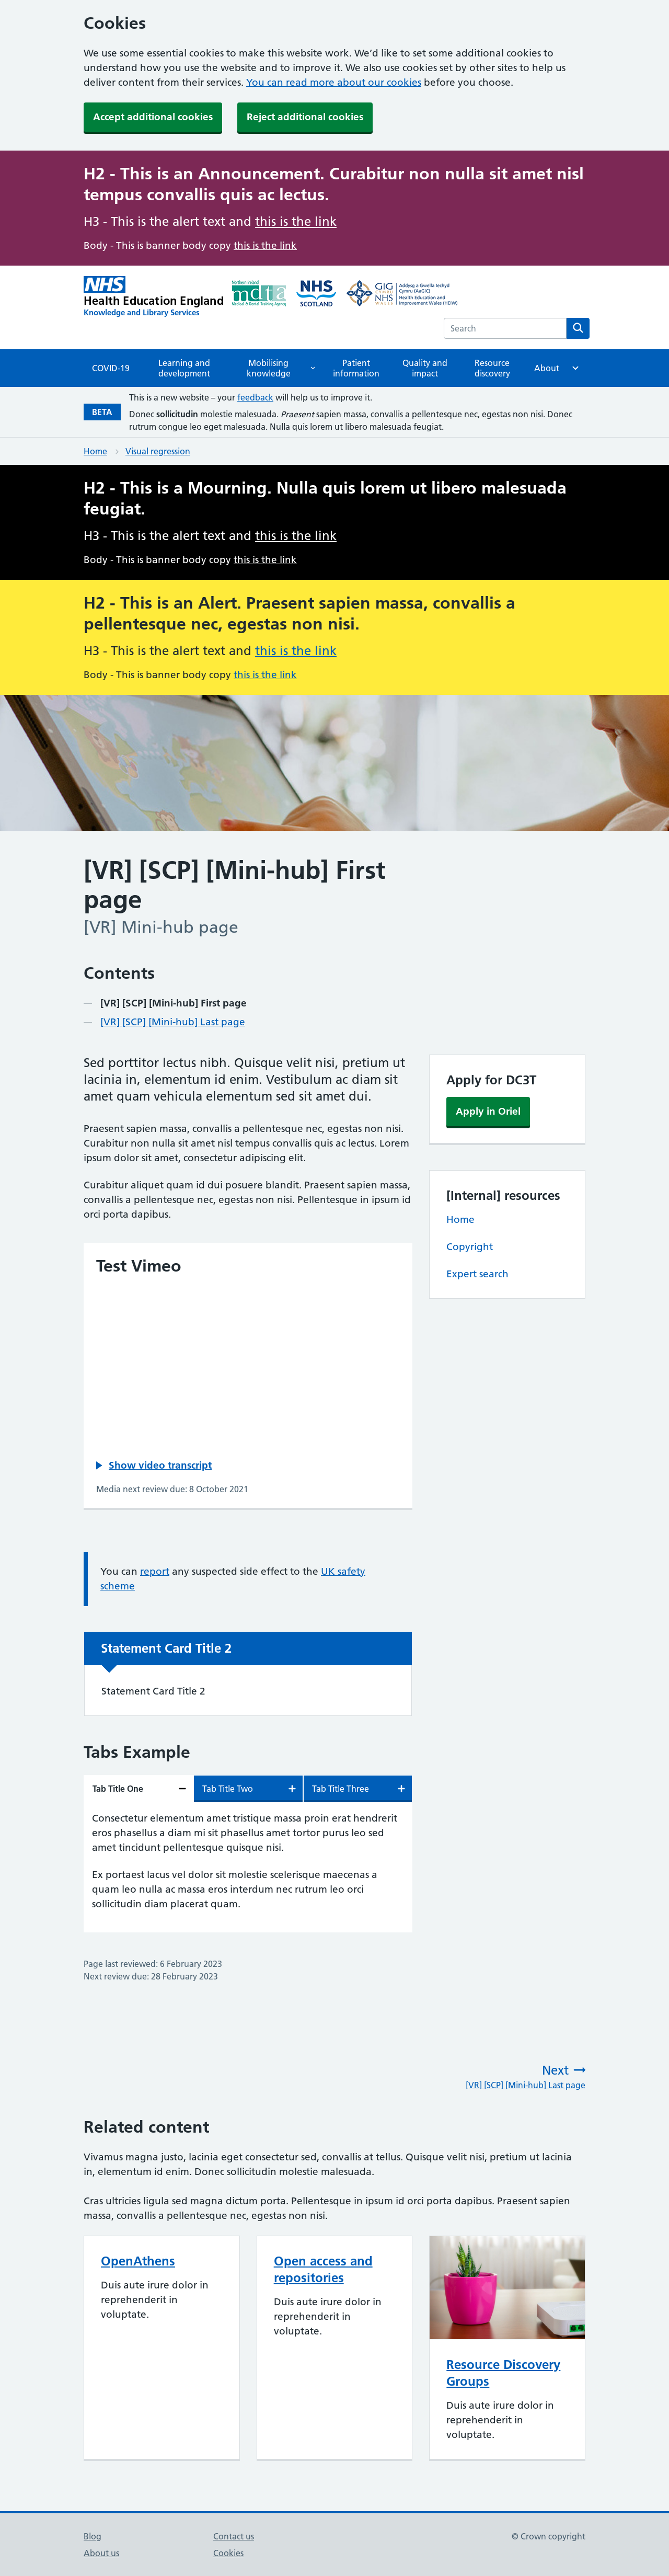 Cookies
We use some essential cookies to make this website work. We’d like to set some additional cookies to
understand how you use the website and to improve it. We also use cookies set by other sites to help us
deliver content from their services. You can read more about our cookies before you choose.
Accept additional cookies
Reject additional cookies
H2 - This is an Announcement. Curabitur non nulla sit amet nisl
tempus convallis quis ac lectus.
H3 - This is the alert text and this is the link
Body - This is banner body copy this is the link
NHS
Health Education England
Knowledge and Library Services
Northern Ireland
mdta
Medical & Dental Training Agency
NHS
SCOTLAND
GIG
CYMRU
NHS
WALES
Addysg a Gwella Iechyd
Cymru (AaGIC)
Health Education and
Improvement Wales (HEIW)
Search
COVID-19
Learning and
development
Mobilising
knowledge
Patient
information
Quality and
impact
Resource
discovery
About
BETA
This is a new website – your feedback will help us to improve it.
Donec sollicitudin molestie malesuada. Praesent sapien massa, convallis a pellentesque nec, egestas non nisi. Donec
rutrum congue leo eget malesuada. Nulla quis lorem ut libero malesuada feugiat.
Home
Visual regression
H2 - This is a Mourning. Nulla quis lorem ut libero malesuada
feugiat.
H3 - This is the alert text and this is the link
Body - This is banner body copy this is the link
H2 - This is an Alert. Praesent sapien massa, convallis a
pellentesque nec, egestas non nisi.
H3 - This is the alert text and this is the link
Body - This is banner body copy this is the link
[VR] [SCP] [Mini-hub] First
page
[VR] Mini-hub page
Contents
— [VR] [SCP] [Mini-hub] First page
— [VR] [SCP] [Mini-hub] Last page
Sed porttitor lectus nibh. Quisque velit nisi, pretium ut
lacinia in, elementum id enim. Vestibulum ac diam sit
amet quam vehicula elementum sed sit amet dui.
Praesent sapien massa, convallis a pellentesque nec, egestas non nisi.
Curabitur non nulla sit amet nisl tempus convallis quis ac lectus. Lorem
ipsum dolor sit amet, consectetur adipiscing elit.
Curabitur aliquet quam id dui posuere blandit. Praesent sapien massa,
convallis a pellentesque nec, egestas non nisi. Pellentesque in ipsum id
orci porta dapibus.
Apply for DC3T
Apply in Oriel
[Internal] resources
Home
Copyright
Expert search
Test Vimeo
Show video transcript
Media next review due: 8 October 2021
You can report any suspected side effect to the UK safety
scheme
Statement Card Title 2
Statement Card Title 2
Tabs Example
Tab Title One
Tab Title Two
Tab Title Three
Consectetur elementum amet tristique massa proin erat hendrerit
eros phasellus a diam mi sit phasellus amet tortor purus leo sed
amet tincidunt pellentesque quisque nisi.
Ex portaest lacus vel dolor sit molestie scelerisque maecenas a
quam leo nulla ac massa eros interdum nec rutrum leo orci
sollicitudin diam placerat quam.
Page last reviewed: 6 February 2023
Next review due: 28 February 2023
Next
[VR] [SCP] [Mini-hub] Last page
Related content
Vivamus magna justo, lacinia eget consectetur sed, convallis at tellus. Quisque velit nisi, pretium ut lacinia
in, elementum id enim. Donec sollicitudin molestie malesuada.
Cras ultricies ligula sed magna dictum porta. Pellentesque in ipsum id orci porta dapibus. Praesent sapien
massa, convallis a pellentesque nec, egestas non nisi.
OpenAthens
Duis aute irure dolor in
reprehenderit in
voluptate.
Open access and
repositories
Duis aute irure dolor in
reprehenderit in
voluptate.
Resource Discovery
Groups
Duis aute irure dolor in
reprehenderit in
voluptate.
Blog
About us
Contact us
Cookies
© Crown copyright